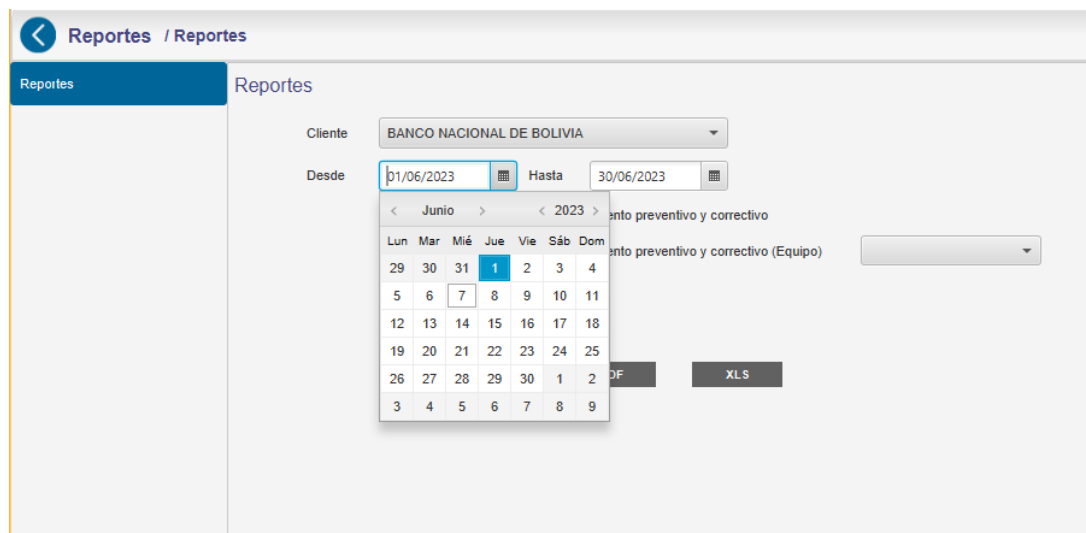 Reportes / Reportes
Reportes
Reportes
Cliente BANCO NACIONAL DE BOLIVIA
Desde 01/06/2023 Hasta 30/06/2023
< Junio > < 2023 >
preventivo y correctivo
Lun Mar Mié Jue Vie Sáb Dom
preventivo y correctivo (Equipo)
29 30 31 1 2 3 4
5 6 7 8 9 10 11
12 13 14 15 16 17 18
19 20 21 22 23 24 25
26 27 28 29 30 1 2
XLS
3 4 5 6 7 8 9